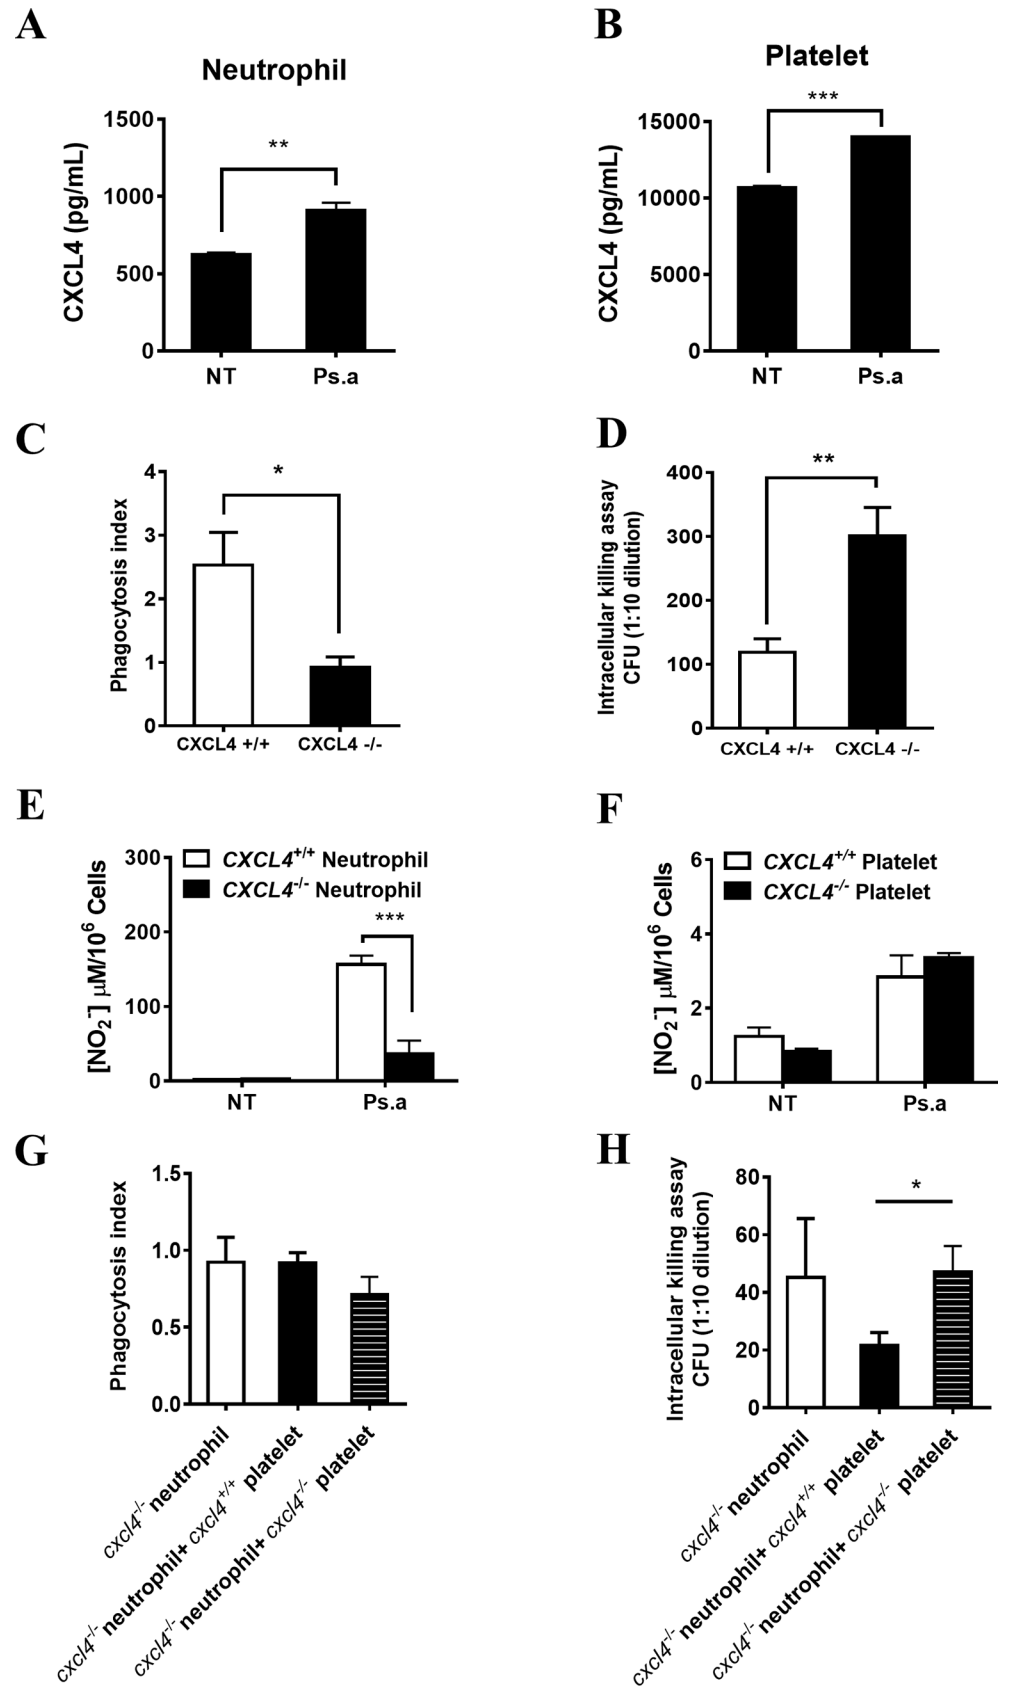 A
Neutrophil
CXCL4 (pg/mL)
1500
1000
500
0
**
NT
Ps.a
B
Platelet
CXCL4 (pg/mL)
15000
10000
5000
0
***
NT
Ps.a
C
Phagocytosis index
4
3
2
1
0
*
CXCL4 +/+
CXCL4 -/-
D
Intracellular killing assay
CFU (1:10 dilution)
400
300
200
100
0
**
CXCL4 +/+
CXCL4 -/-
E
[NO₂⁻] µM/10⁶ Cells
300
200
100
0
CXCL4⁺/⁺ Neutrophil
CXCL4⁻/⁻ Neutrophil
***
NT
Ps.a
F
[NO₂⁻] µM/10⁶ Cells
6
4
2
0
CXCL4⁺/⁺ Platelet
CXCL4⁻/⁻ Platelet
NT
Ps.a
G
Phagocytosis index
1.5
1.0
0.5
0.0
cxcl4⁻/⁻ neutrophil
cxcl4⁻/⁻ neutrophil+ cxcl4⁺/⁺ platelet
cxcl4⁻/⁻ neutrophil+ cxcl4⁻/⁻ platelet
H
Intracellular killing assay
CFU (1:10 dilution)
80
60
40
20
0
*
cxcl4⁻/⁻ neutrophil
cxcl4⁻/⁻ neutrophil+ cxcl4⁺/⁺ platelet
cxcl4⁻/⁻ neutrophil+ cxcl4⁻/⁻ platelet